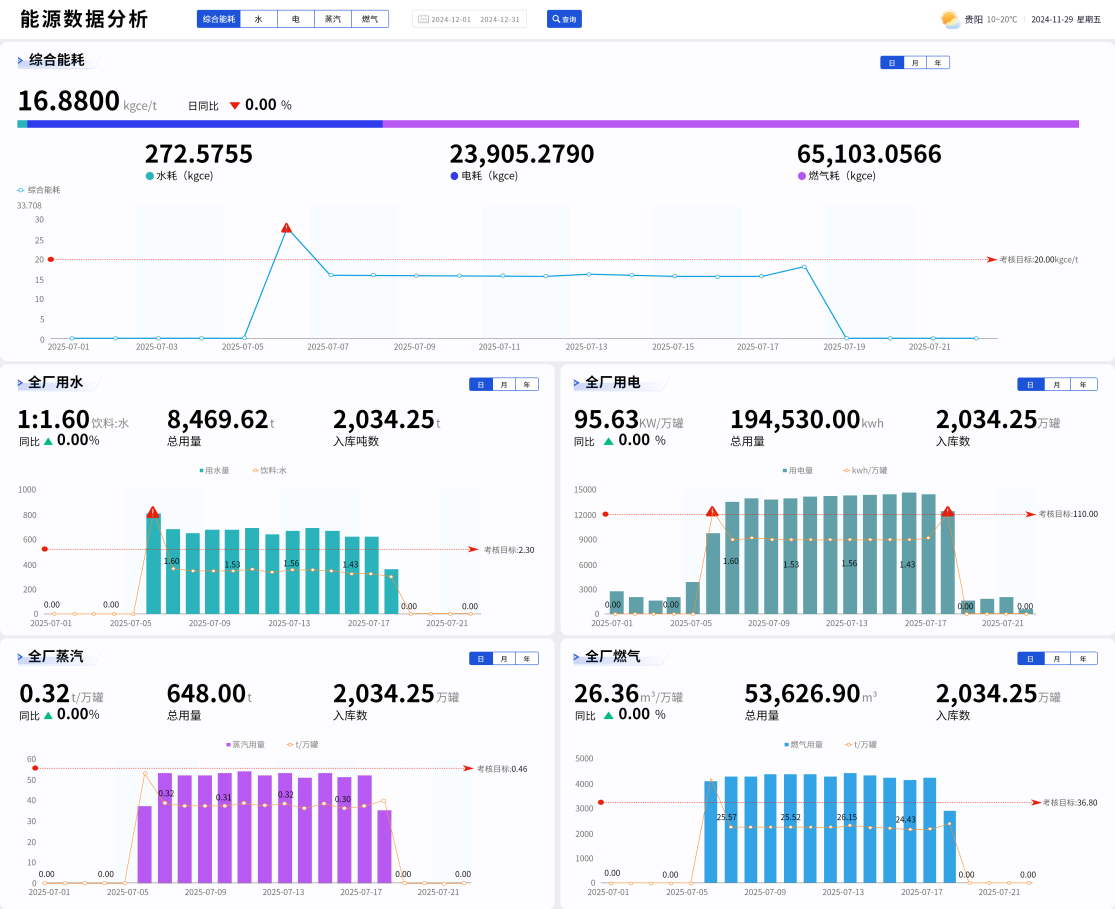 能源数据分析
综合能耗 水 电 蒸汽 燃气
2024-12-01 2024-12-31
查询
贵阳 10~20℃ 2024-11-29 星期五
综合能耗
日 月 年
16.8800 kgce/t 日同比 0.00 %
272.5755 23,905.2790 65,103.0566
水耗（kgce） 电耗（kgce） 燃气耗（kgce）
综合能耗
33.708
30
25
20 考核目标:20.00kgce/t
15
10
5
0
2025-07-01 2025-07-03 2025-07-05 2025-07-07 2025-07-09 2025-07-11 2025-07-13 2025-07-15 2025-07-17 2025-07-19 2025-07-21
全厂用水
日 月 年
1:1.60饮料:水 8,469.62t 2,034.25t
同比 0.00% 总用量 入库吨数
用水量 饮料:水
1000
800
600
考核目标:2.30
400
200
0
1.60 1.53 1.56 1.43
0.00 0.00 0.00 0.00
2025-07-01 2025-07-05 2025-07-09 2025-07-13 2025-07-17 2025-07-21
全厂用电
日 月 年
95.63KW/万罐 194,530.00kwh 2,034.25万罐
同比 0.00 % 总用量 入库数
用电量 kwh/万罐
15000
12000 考核目标:110.00
9000
6000
3000
0
1.60 1.53 1.56 1.43
0.00 0.00 0.00 0.00
2025-07-01 2025-07-05 2025-07-09 2025-07-13 2025-07-17 2025-07-21
全厂蒸汽
日 月 年
0.32t/万罐 648.00t 2,034.25万罐
同比 0.00% 总用量 入库数
蒸汽用量 t/万罐
60
考核目标:0.46
50
40
30
20
10
0
0.32 0.31 0.32 0.30
0.00 0.00 0.00 0.00
2025-07-01 2025-07-05 2025-07-09 2025-07-13 2025-07-17 2025-07-21
全厂燃气
日 月 年
26.36m³/万罐 53,626.90m³ 2,034.25万罐
同比 0.00 % 总用量 入库数
燃气用量 t/万罐
5000
4000
考核目标:36.80
3000
2000
1000
0
25.57 25.52 26.15 24.43
0.00 0.00 0.00 0.00
2025-07-01 2025-07-05 2025-07-09 2025-07-13 2025-07-17 2025-07-21